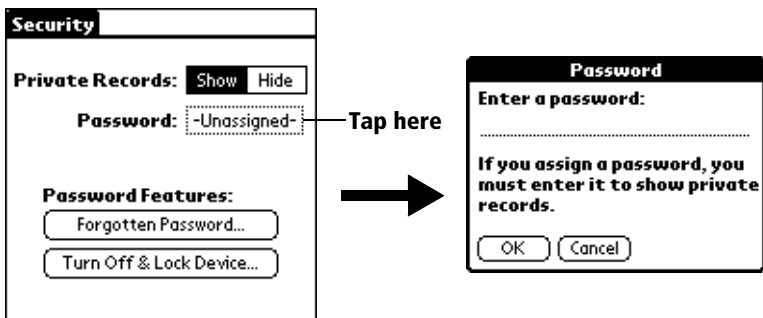 Security
Private Records: Show Hide
Password: -Unassigned-
Tap here
Password Features:
Forgotten Password...
Turn Off & Lock Device...
Password
Enter a password:
If you assign a password, you
must enter it to show private
records.
OK Cancel